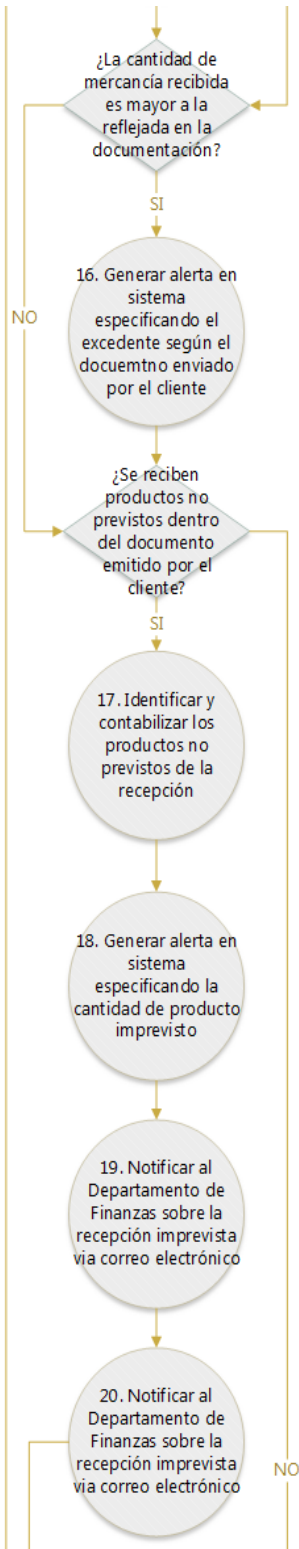 ¿La cantidad de
mercancía recibida
es mayor a la
reflejada en la
documentación?
SI
NO
16. Generar alerta en
sistema
especificando el
excedente según el
docuemtno enviado
por el cliente
¿Se reciben
productos no
previstos dentro
del documento
emitido por el
cliente?
SI
17. Identificar y
contabilizar los
productos no
previstos de la
recepción
18. Generar alerta en
sistema
especificando la
cantidad de producto
imprevisto
19. Notificar al
Departamento de
Finanzas sobre la
recepción imprevista
via correo electrónico
20. Notificar al
Departamento de
Finanzas sobre la
recepción imprevista
via correo electrónico
NO